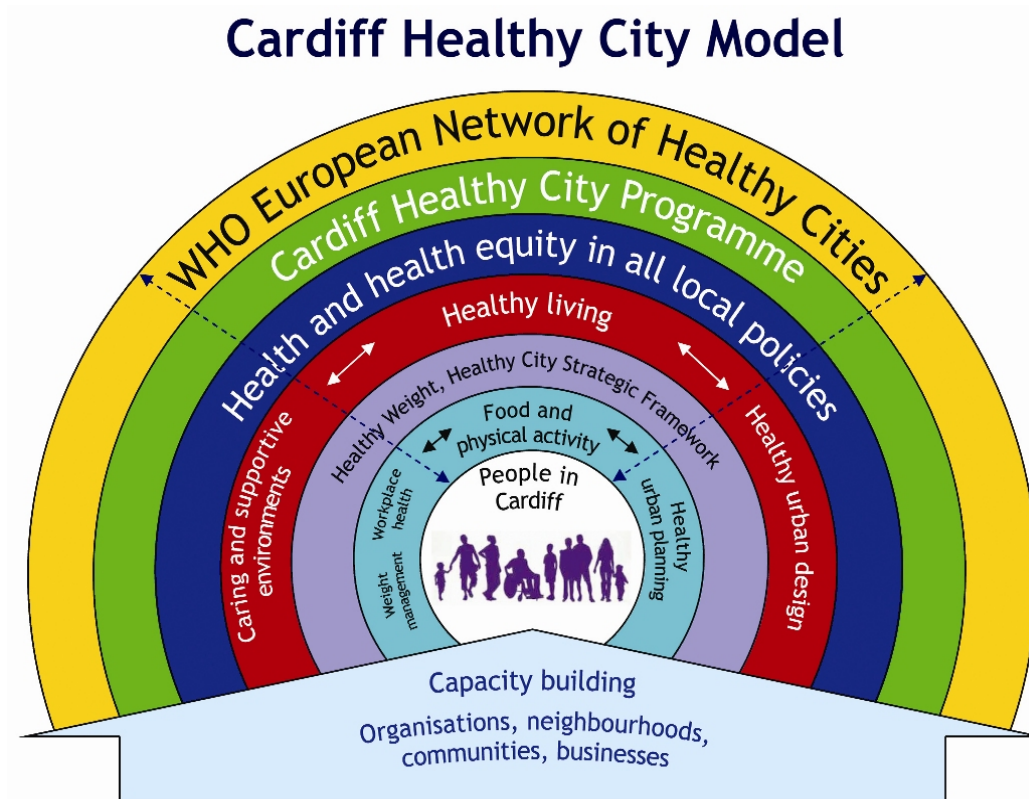 Cardiff Healthy City Model
WHO European Network of Healthy Cities
Cardiff Healthy City Programme
Health and health equity in all local policies
Healthy living
Caring and supportive
environments
Healthy urban design
Healthy Weight, Healthy City Strategic Framework
Food and
physical activity
Workplace
health
Weight
management
Healthy
urban planning
People in
Cardiff
Capacity building
Organisations, neighbourhoods,
communities, businesses